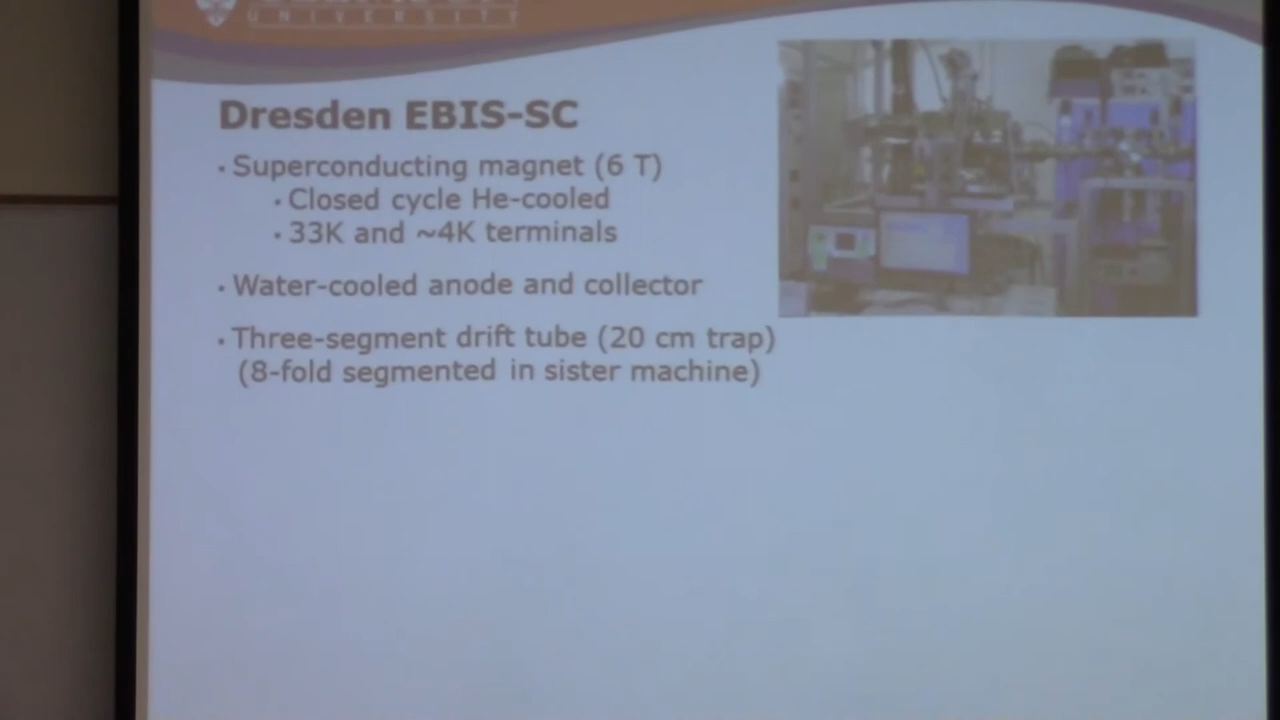 UNIVERSITY
Dresden EBIS-SC
· Superconducting magnet (6 T)
· Closed cycle He-cooled
· 33K and ~4K terminals
· Water-cooled anode and collector
· Three-segment drift tube (20 cm trap)
(8-fold segmented in sister machine)